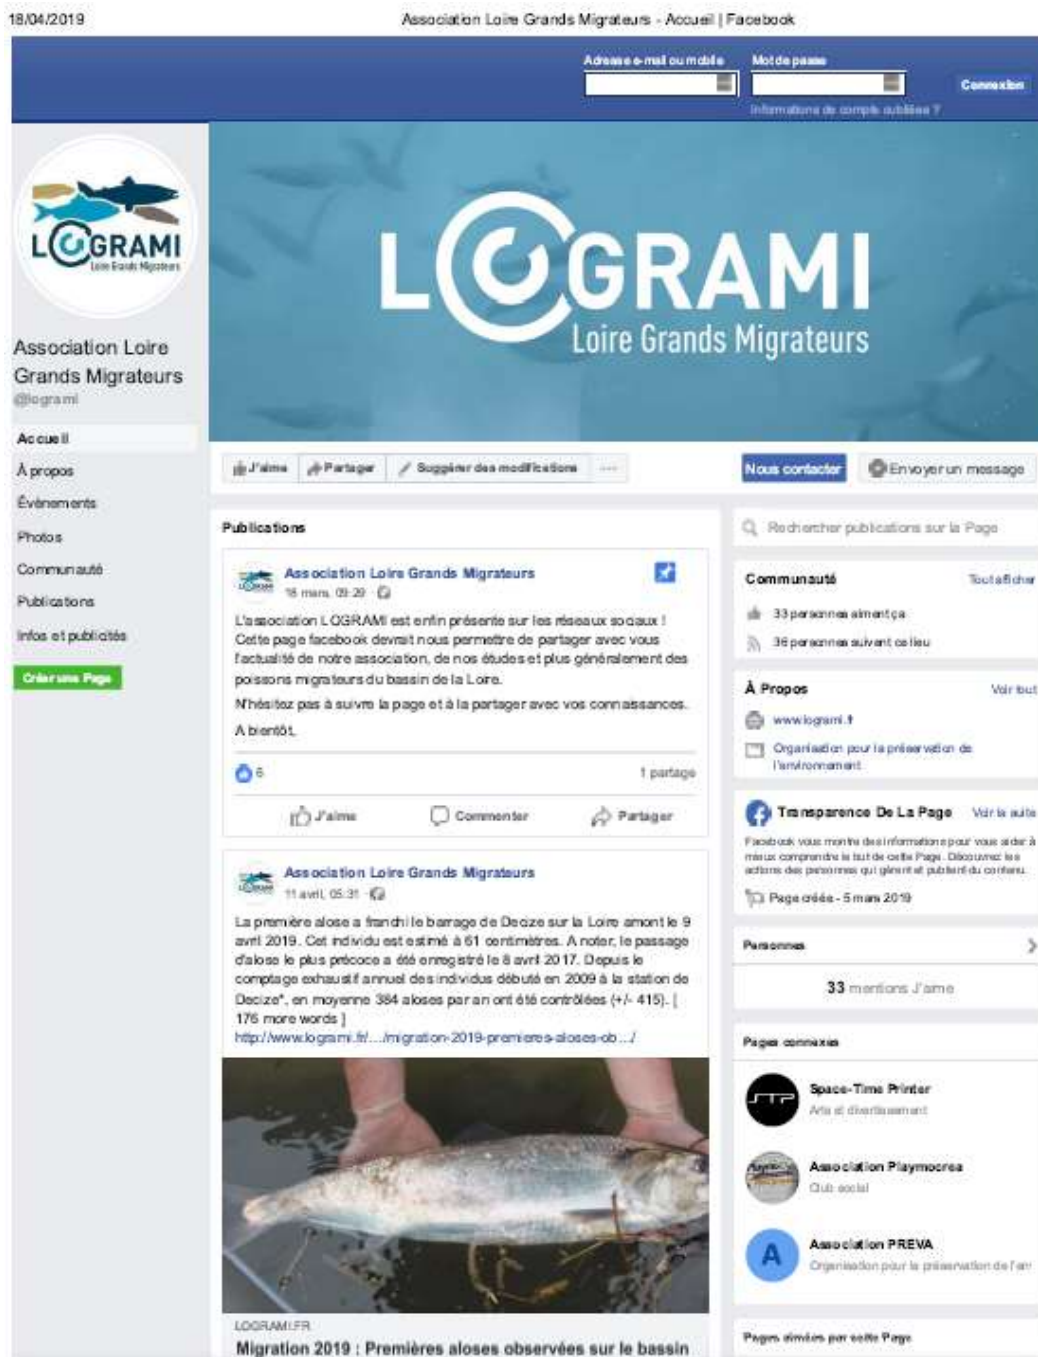 18/04/2019
Association Loire Grands Migrateurs - Accueil | Facebook
Adresse e-mail ou mobile
Mot de passe
Connexion
Informations de compte oubliées ?
LOGRAMI
Loire Grands Migrateurs
LOGRAMI
Loire Grands Migrateurs
Association Loire
Grands Migrateurs
@logrami
Accueil
À propos
Événements
Photos
Communauté
Publications
Infos et publicités
Créer une Page
J'aime
Partager
Suggérer des modifications
Nous contacter
Envoyer un message
Publications
Association Loire Grands Migrateurs
18 mars, 09:29
L'association LOGRAMI est enfin présente sur les réseaux sociaux !
Cette page facebook devrait nous permettre de partager avec vous
l'actualité de notre association, de nos études et plus généralement des
poissons migrateurs du bassin de la Loire.
N'hésitez pas à suivre la page et à la partager avec vos connaissances.
A bientôt,
6
1 partage
J'aime
Commenter
Partager
Association Loire Grands Migrateurs
11 avril, 05:31
La première alose a franchi le barrage de Decize sur la Loire amont le 9
avril 2019. Cet individu est estimé à 61 centimètres. A noter, le passage
d'alose le plus précoce a été enregistré le 8 avril 2017. Depuis le
comptage exhaustif annuel des individus débuté en 2009 à la station de
Decize*, en moyenne 384 aloses par an ont été contrôlées (+/- 415). [
176 more words ]
http://www.logrami.fr/…/migration-2019-premieres-aloses-ob…/
LOGRAMI.FR
Migration 2019 : Premières aloses observées sur le bassin
Rechercher publications sur la Page
Communauté
Tout afficher
33 personnes aiment ça
36 personnes suivent ce lieu
À Propos
Voir tout
www.logrami.fr
Organisation pour la préservation de
l'environnement
Transparence De La Page
Voir la suite
Facebook vous montre des informations pour vous aider à
mieux comprendre le but de cette Page. Découvrez les
actions des personnes qui gèrent et publient du contenu.
Page créée - 5 mars 2019
Personnes
33 mentions J'aime
Pages connexes
STP
Space-Time Printer
Arts et divertissement
Association Playmocrea
Club social
A
Association PREVA
Organisation pour la préservation de l'en
Pages aimées par cette Page